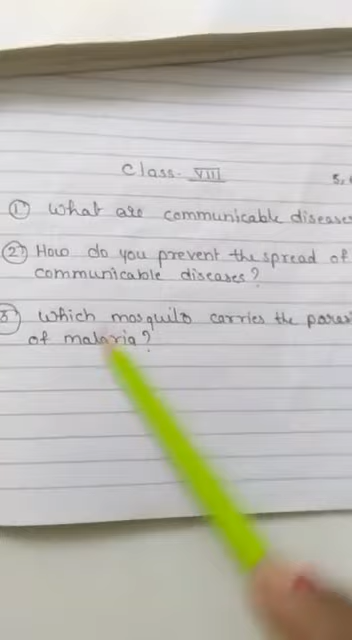 Class - VIII
① What are communicable diseases
② How do you prevent the spread of
communicable diseases?
which mosquito carries the
of malaria?